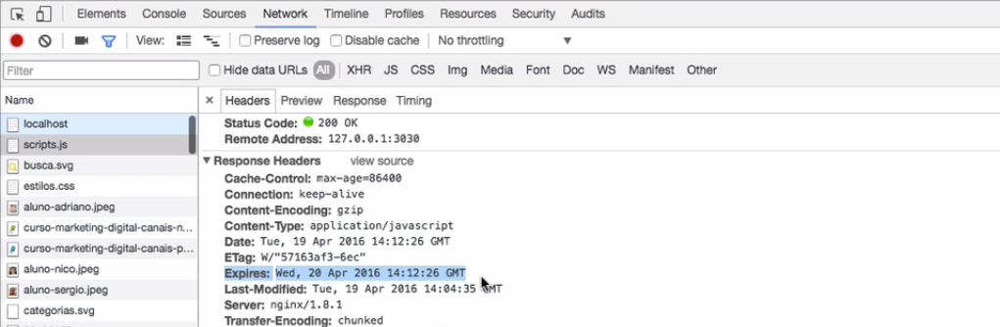 Elements Console Sources Network Timeline Profiles Resources Security Audits
View: Preserve log Disable cache No throttling
Filter Hide data URLs All XHR JS CSS Img Media Font Doc WS Manifest Other
Name
localhost
scripts.js
busca.svg
estilos.css
aluno-adriano.jpeg
curso-marketing-digital-canais-n...
curso-marketing-digital-canais-p...
aluno-nico.jpeg
aluno-sergio.jpeg
categorias.svg
× Headers Preview Response Timing
Status Code: 200 OK
Remote Address: 127.0.0.1:3030
Response Headers view source
Cache-Control: max-age=86400
Connection: keep-alive
Content-Encoding: gzip
Content-Type: application/javascript
Date: Tue, 19 Apr 2016 14:12:26 GMT
ETag: W/"57163af3-6ec"
Expires: Wed, 20 Apr 2016 14:12:26 GMT
Last-Modified: Tue, 19 Apr 2016 14:04:35 GMT
Server: nginx/1.8.1
Transfer-Encoding: chunked